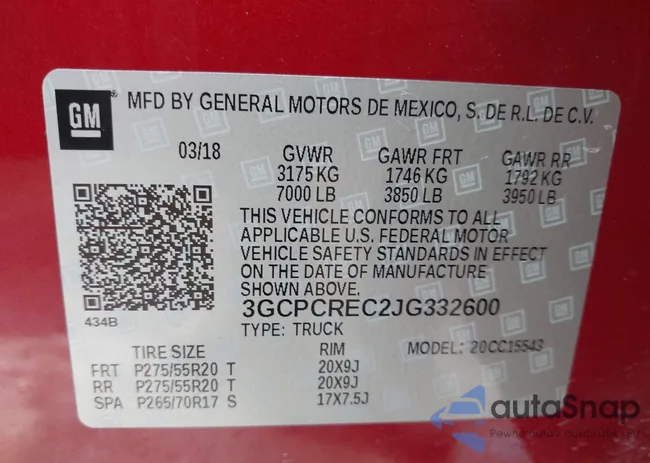 GM
MFD BY GENERAL MOTORS DE MEXICO, S. DE R.L. DE C.V.
03/18 GVWR GAWR FRT GAWR RR
3175 KG 1746 KG 1792 KG
7000 LB 3850 LB 3950 LB
THIS VEHICLE CONFORMS TO ALL
APPLICABLE U.S. FEDERAL MOTOR
VEHICLE SAFETY STANDARDS IN EFFECT
ON THE DATE OF MANUFACTURE
SHOWN ABOVE.
434B
3GCPCREC2JG332600
TYPE: TRUCK
MODEL: 20CC15543
TIRE SIZE RIM
FRT P275/55R20 T 20X9J
RR P275/55R20 T 20X9J
SPA P265/70R17 S 17X7.5J
autaSnap